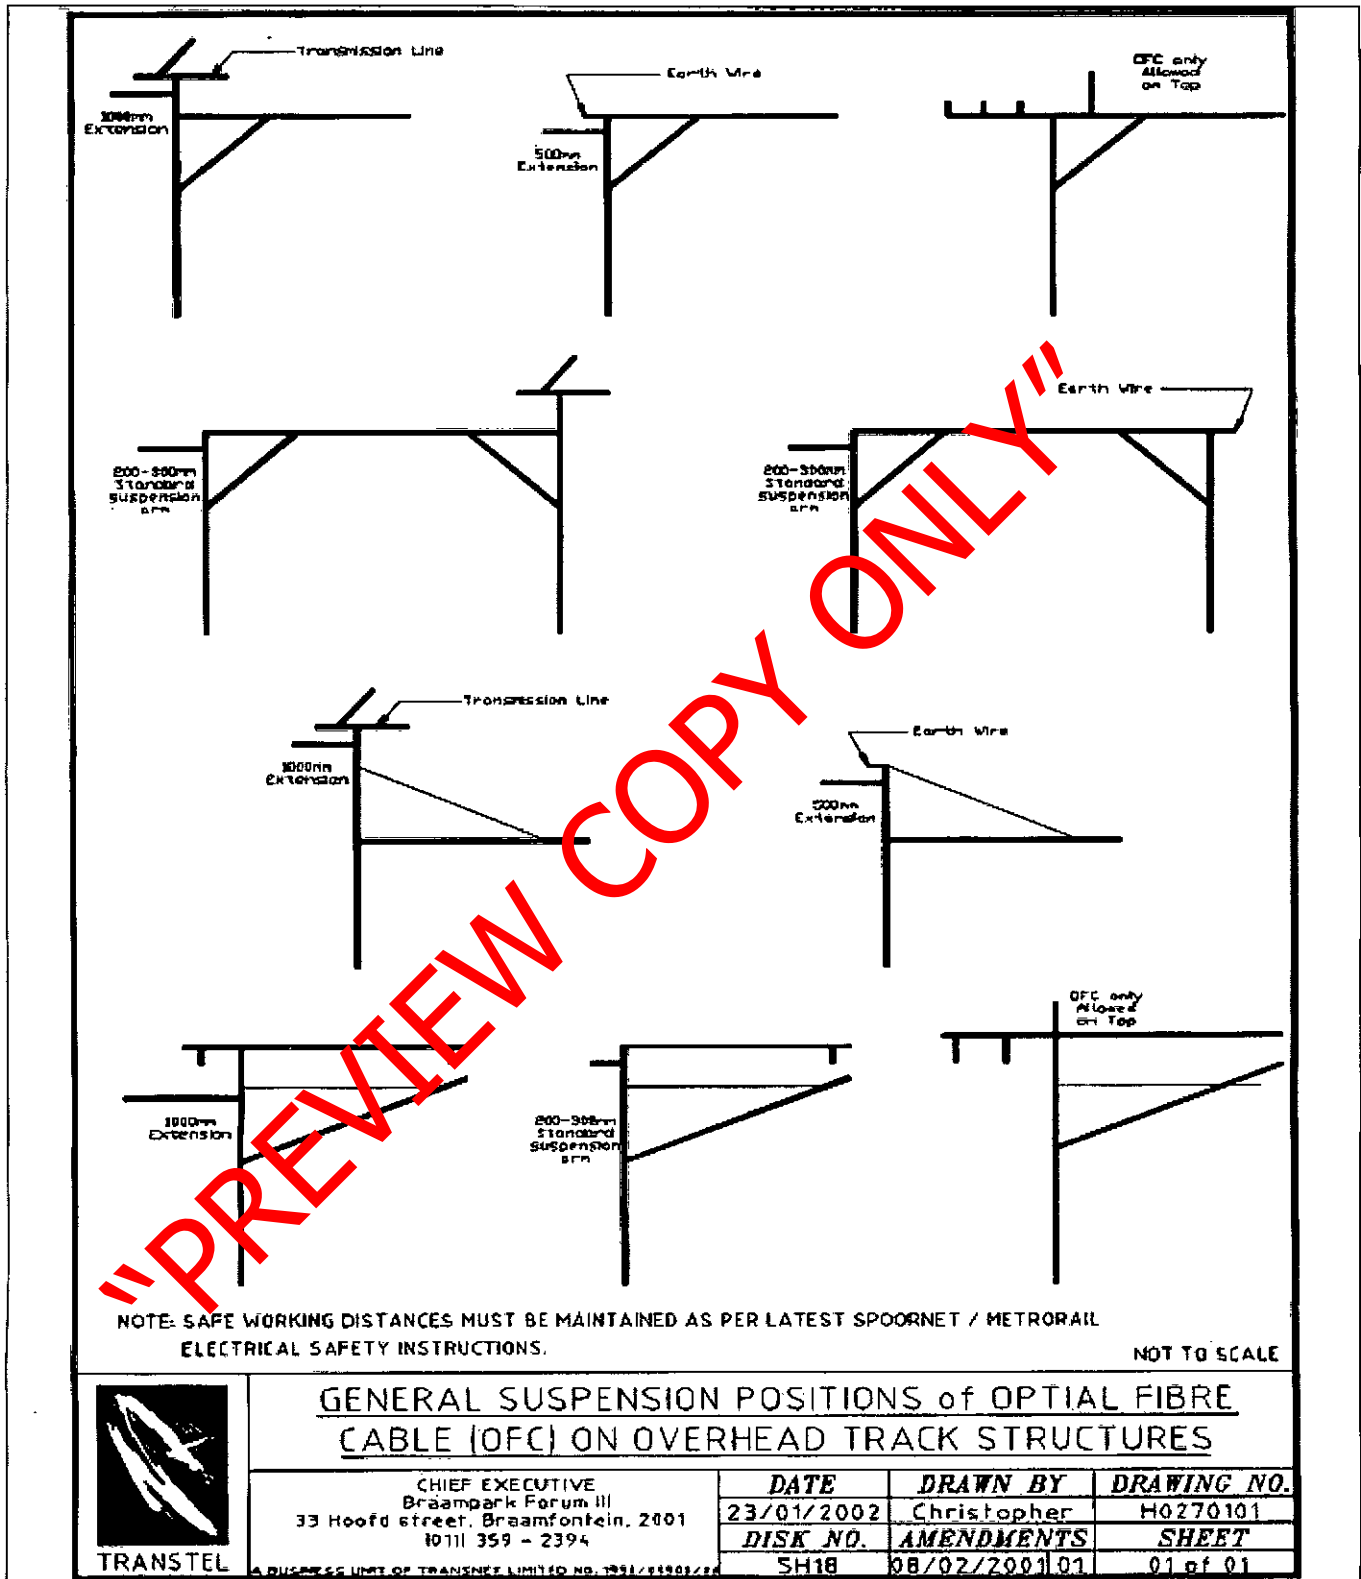 Transmission Line
1000mm
Extension
Earth Wire
500mm
Extension
OFC only
Allowed
on Top
200-300mm
Standard
suspension
arm
Earth Wire
200-300mm
Standard
suspension
arm
Transmission Line
1000mm
Extension
Earth Wire
500mm
Extension
1000mm
Extension
200-300mm
Standard
suspension
arm
OFC only
Allowed
on Top
"PREVIEW COPY ONLY"
NOTE: SAFE WORKING DISTANCES MUST BE MAINTAINED AS PER LATEST SPOORNET / METRORAIL
ELECTRICAL SAFETY INSTRUCTIONS.
NOT TO SCALE
GENERAL SUSPENSION POSITIONS of OPTIAL FIBRE
CABLE (OFC) ON OVERHEAD TRACK STRUCTURES
TRANSTEL
CHIEF EXECUTIVE
Braampark Forum III
33 Hoofd street, Braamfontein, 2001
(011) 359 - 2394
A BUSINESS UNIT OF TRANSNET LIMITED NO.
DATE DRAWN BY DRAWING NO.
23/01/2002 Christopher H0270101
DISK NO. AMENDMENTS SHEET
SH18 08/02/2001 01 01 of 01